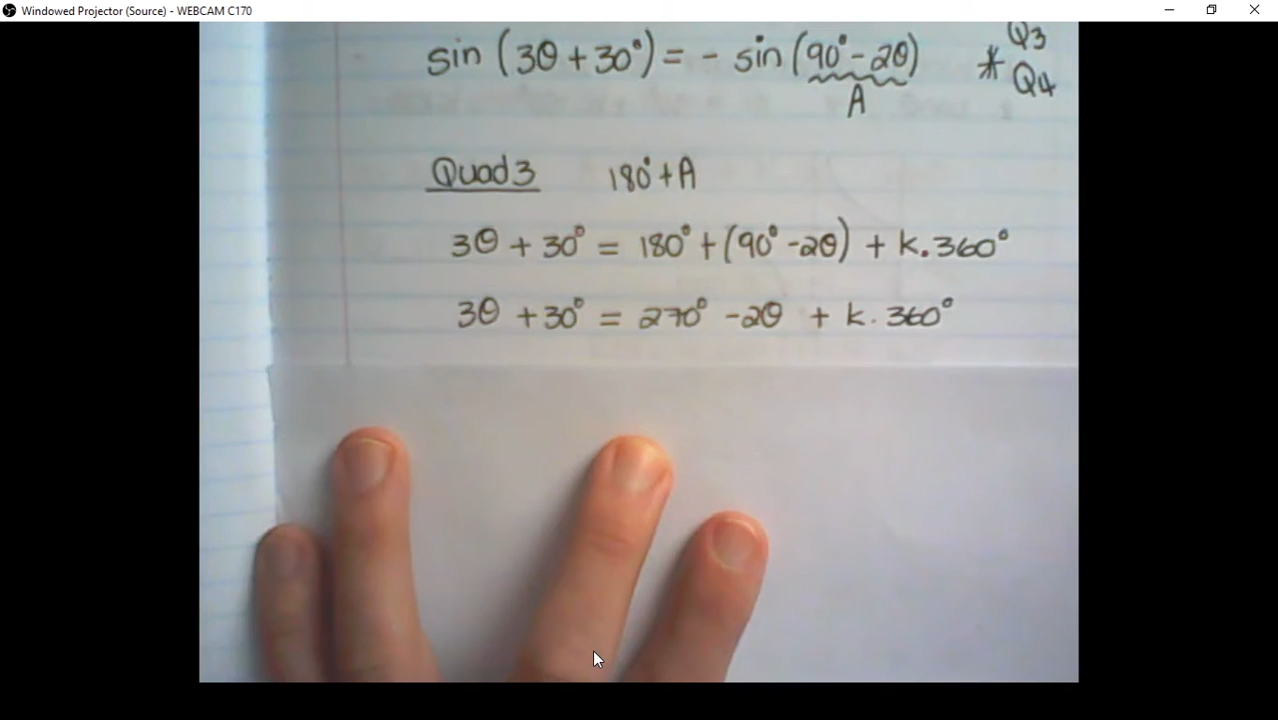 Windowed Projector (Source) - WEBCAM C170
sin (3θ + 30°) = - sin (90° - 2θ) * Q3 Q4
A
Quad 3 180° + A
3θ + 30° = 180° + (90° - 2θ) + k.360°
3θ + 30° = 270° - 2θ + k.360°